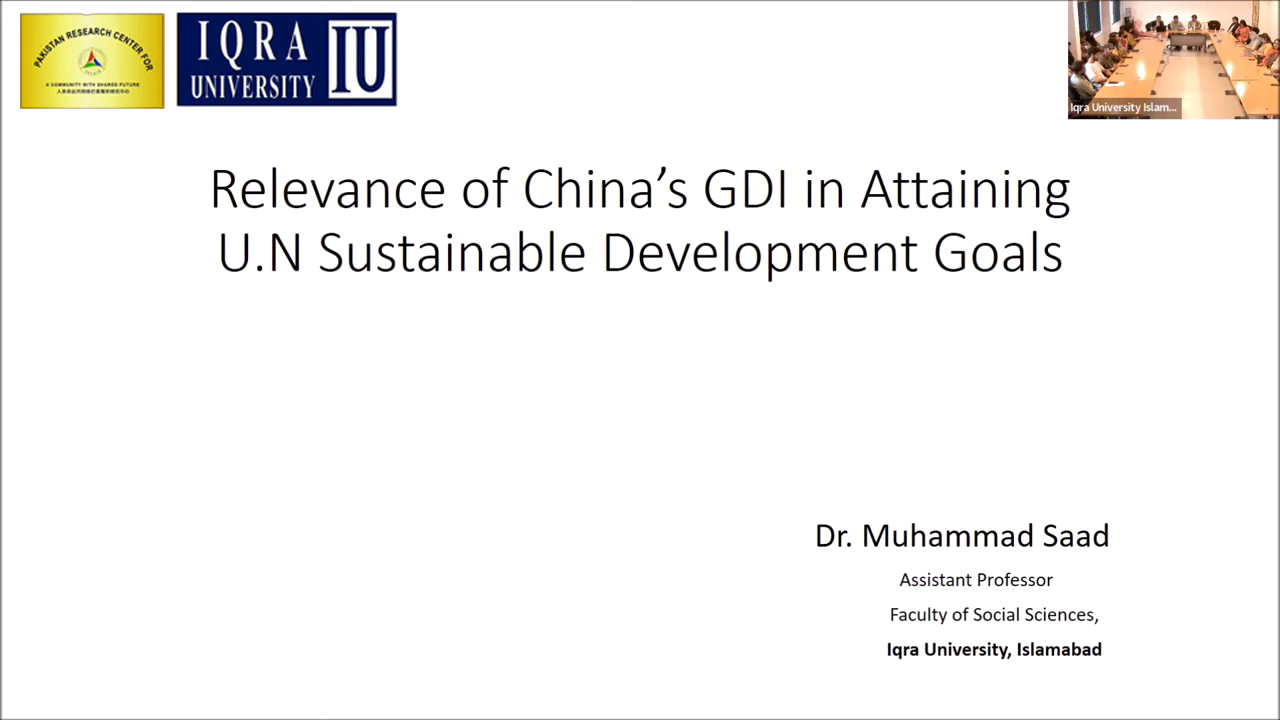 PAKISTAN RESEARCH CENTER FOR
A COMMUNITY WITH SHARED FUTURE
IQRA
UNIVERSITY
IU
Iqra University Islam...
Relevance of China’s GDI in Attaining
U.N Sustainable Development Goals
Dr. Muhammad Saad
Assistant Professor
Faculty of Social Sciences,
Iqra University, Islamabad